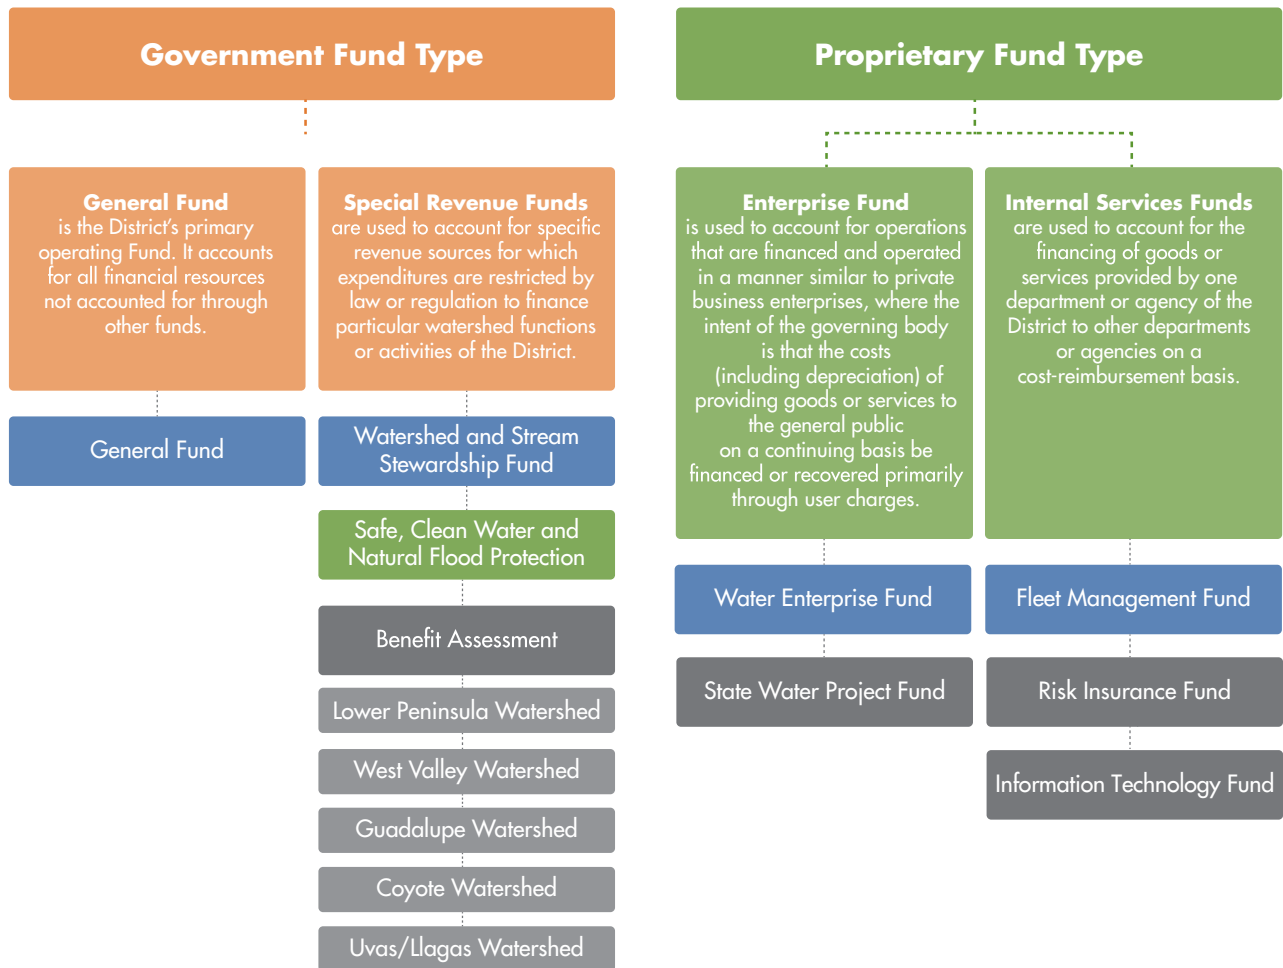 Government Fund Type
General Fund
is the District's primary
operating Fund. It accounts
for all financial resources
not accounted for through
other funds.
General Fund
Special Revenue Funds
are used to account for specific
revenue sources for which
expenditures are restricted by
law or regulation to finance
particular watershed functions
or activities of the District.
Watershed and Stream
Stewardship Fund
Safe, Clean Water and
Natural Flood Protection
Benefit Assessment
Lower Peninsula Watershed
West Valley Watershed
Guadalupe Watershed
Coyote Watershed
Uvas/Llagas Watershed
Proprietary Fund Type
Enterprise Fund
is used to account for operations
that are financed and operated
in a manner similar to private
business enterprises, where the
intent of the governing body
is that the costs
(including depreciation) of
providing goods or services to
the general public
on a continuing basis be
financed or recovered primarily
through user charges.
Water Enterprise Fund
State Water Project Fund
Internal Services Funds
are used to account for the
financing of goods or
services provided by one
department or agency of the
District to other departments
or agencies on a
cost-reimbursement basis.
Fleet Management Fund
Risk Insurance Fund
Information Technology Fund